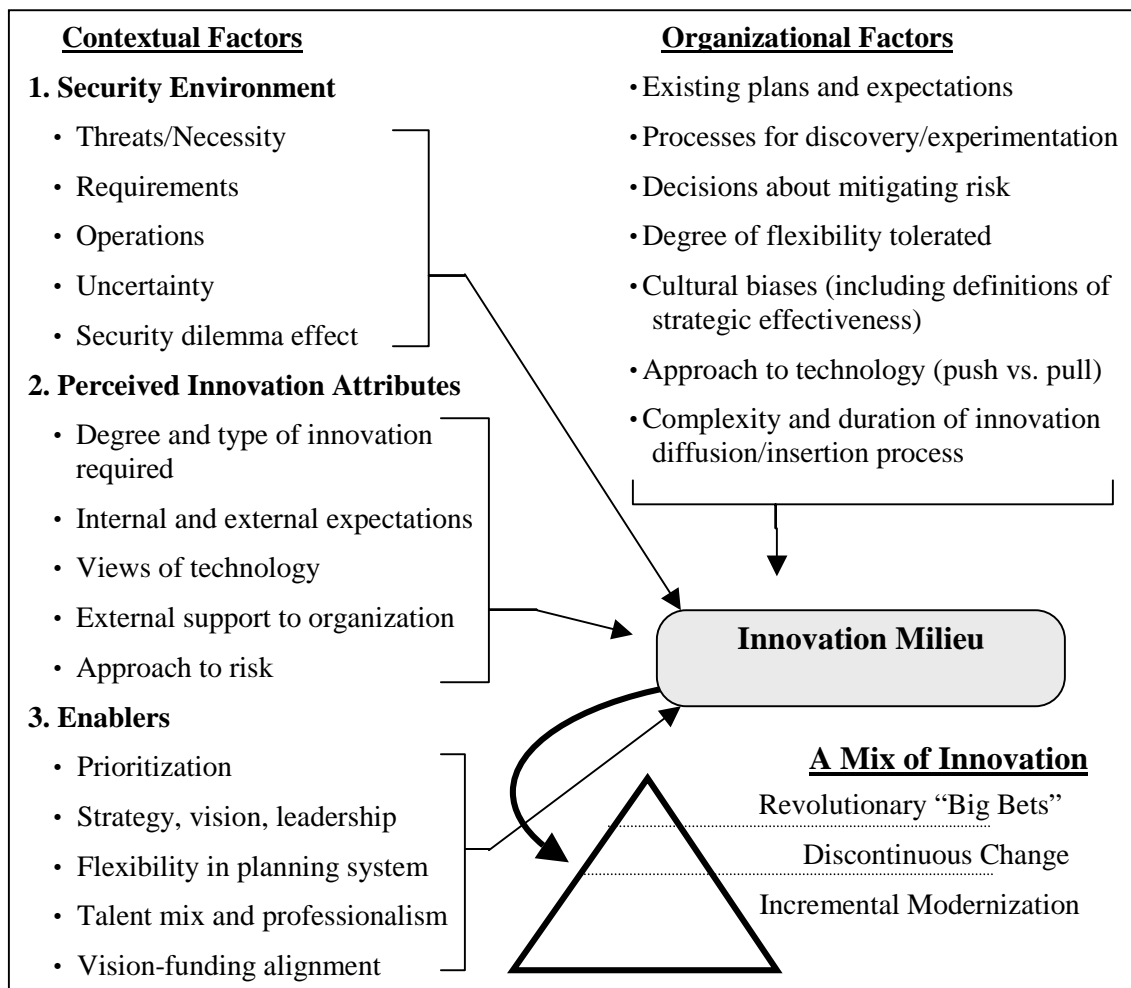 Contextual Factors
1. Security Environment
• Threats/Necessity
• Requirements
• Operations
• Uncertainty
• Security dilemma effect
2. Perceived Innovation Attributes
• Degree and type of innovation
required
• Internal and external expectations
• Views of technology
• External support to organization
• Approach to risk
3. Enablers
• Prioritization
• Strategy, vision, leadership
• Flexibility in planning system
• Talent mix and professionalism
• Vision-funding alignment
Organizational Factors
• Existing plans and expectations
• Processes for discovery/experimentation
• Decisions about mitigating risk
• Degree of flexibility tolerated
• Cultural biases (including definitions of
strategic effectiveness)
• Approach to technology (push vs. pull)
• Complexity and duration of innovation
diffusion/insertion process
Innovation Milieu
A Mix of Innovation
Revolutionary “Big Bets”
Discontinuous Change
Incremental Modernization